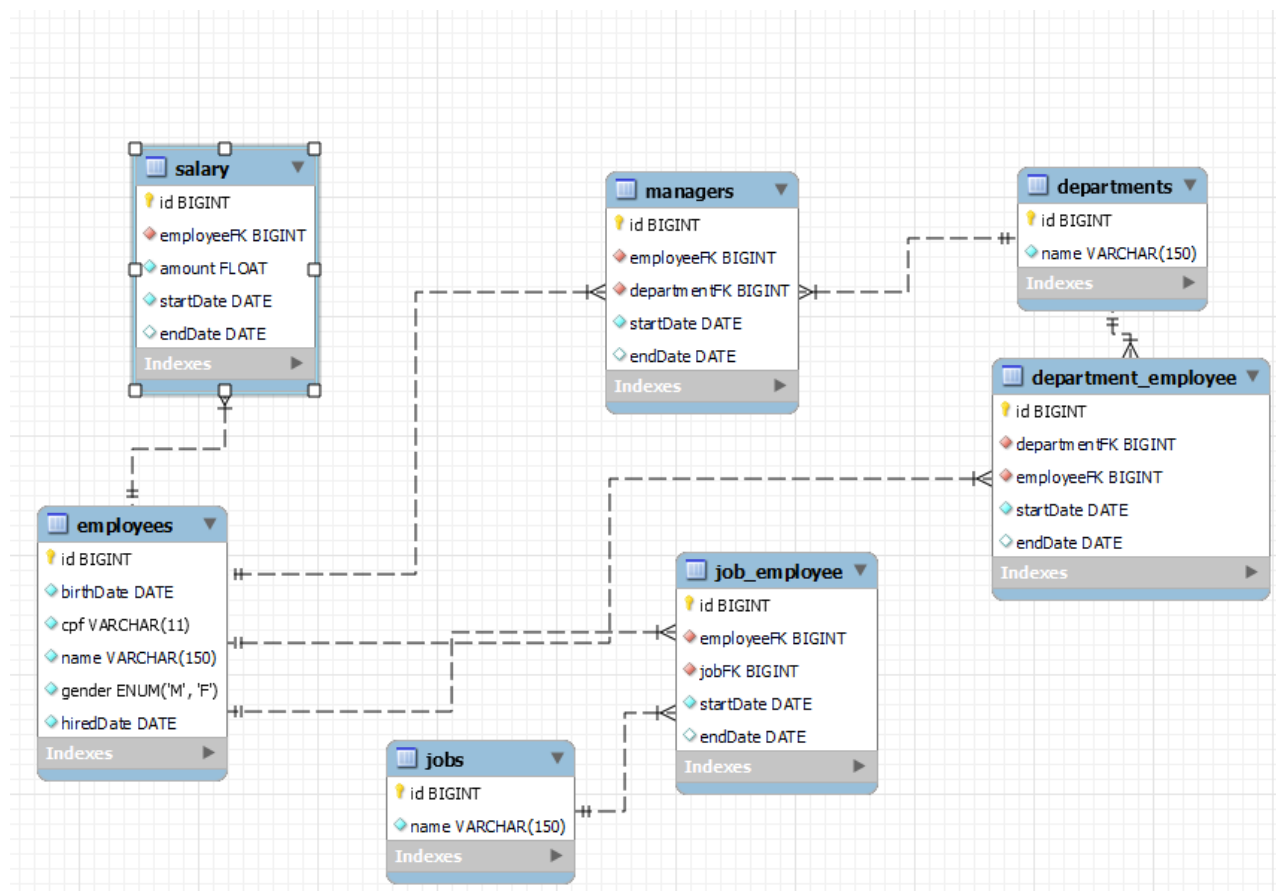 salary
id BIGINT
employeeFK BIGINT
amount FLOAT
startDate DATE
endDate DATE
Indexes
managers
id BIGINT
employeeFK BIGINT
departmentFK BIGINT
startDate DATE
endDate DATE
Indexes
departments
id BIGINT
name VARCHAR(150)
Indexes
department_employee
id BIGINT
departmentFK BIGINT
employeeFK BIGINT
startDate DATE
endDate DATE
Indexes
employees
id BIGINT
birthDate DATE
cpf VARCHAR(11)
name VARCHAR(150)
gender ENUM('M', 'F')
hiredDate DATE
Indexes
job_employee
id BIGINT
employeeFK BIGINT
jobFK BIGINT
startDate DATE
endDate DATE
Indexes
jobs
id BIGINT
name VARCHAR(150)
Indexes